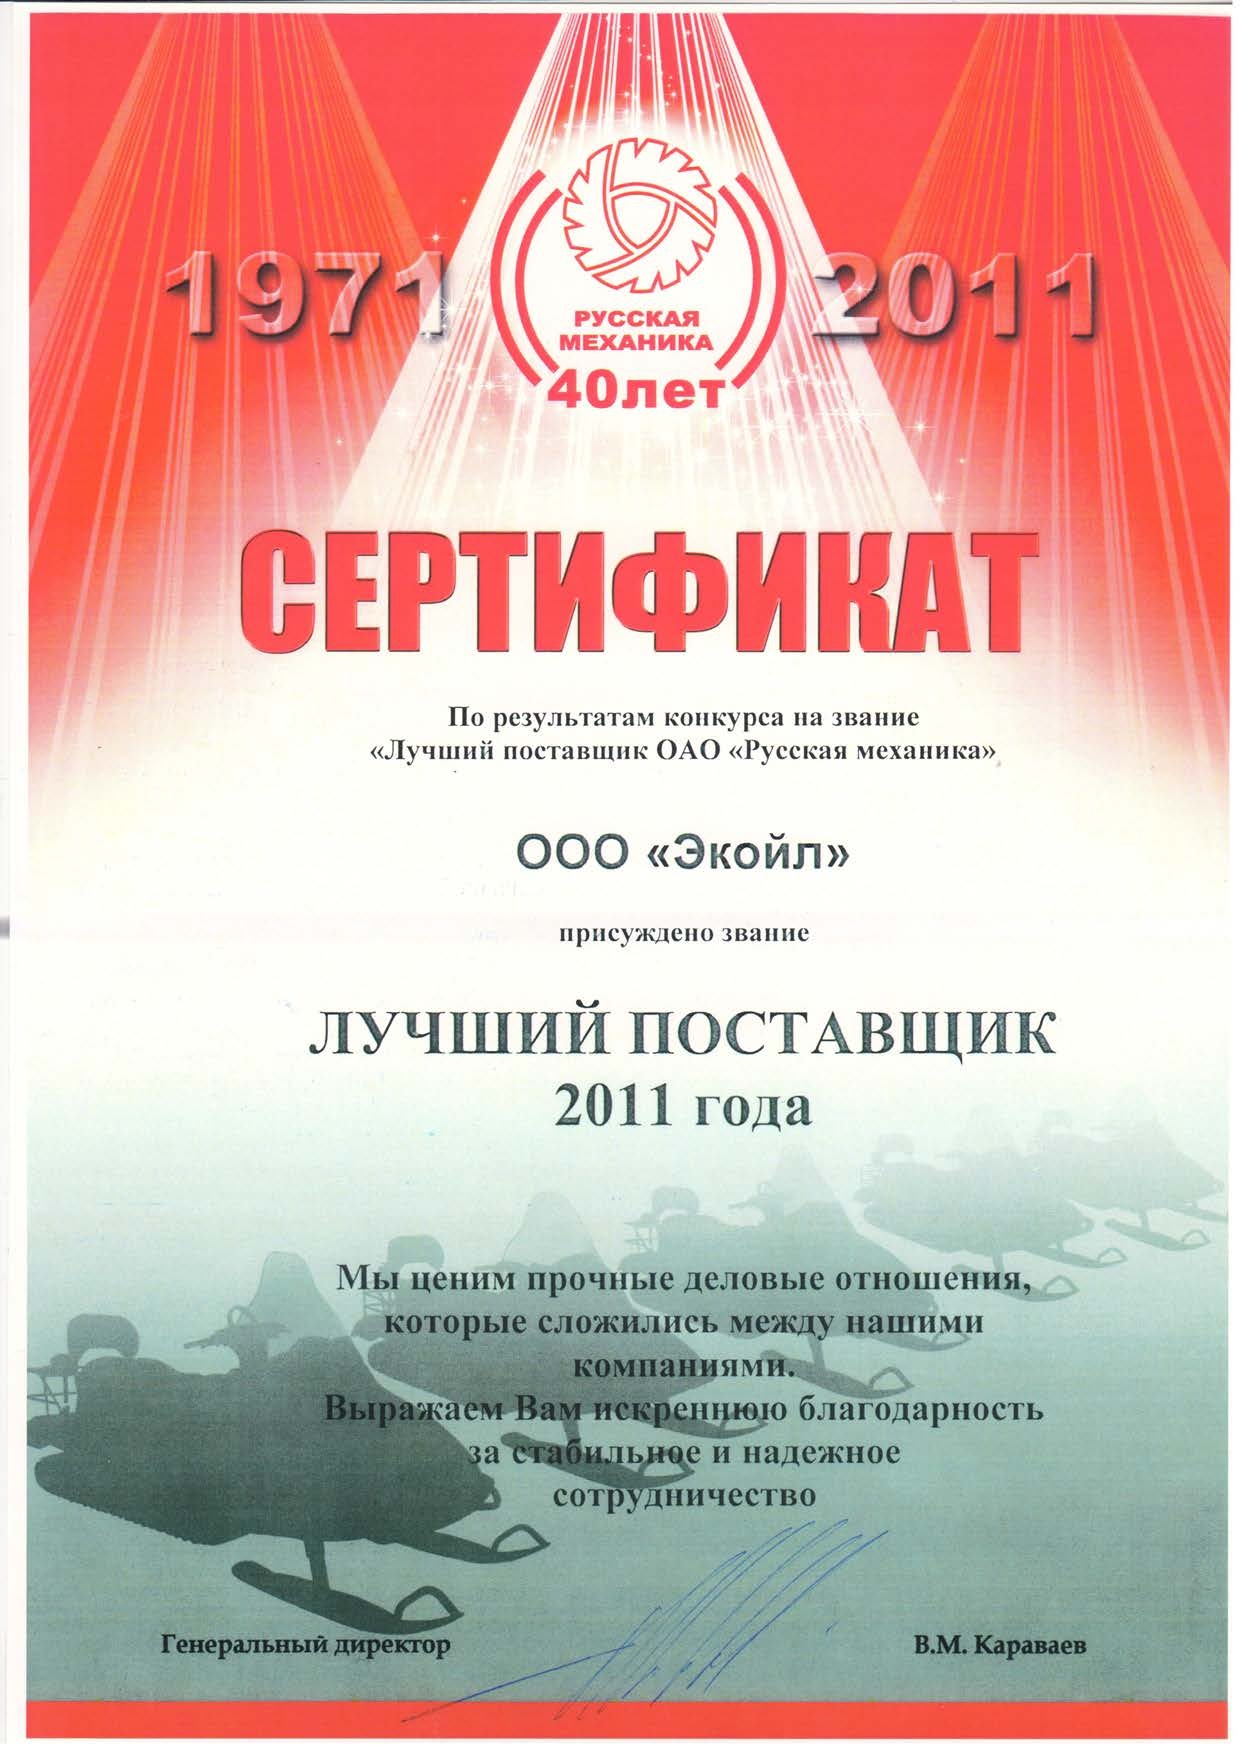 1971
2011
РУССКАЯ
МЕХАНИКА
40лет
СЕРТИФИКАТ
По результатам конкурса на звание
«Лучший поставщик ОАО «Русская механика»
ООО «Экойл»
присуждено звание
ЛУЧШИЙ ПОСТАВЩИК
2011 года
Мы ценим прочные деловые отношения,
которые сложились между нашими
компаниями.
Выражаем Вам искреннюю благодарность
за стабильное и надежное
сотрудничество
Генеральный директор
В.М. Караваев